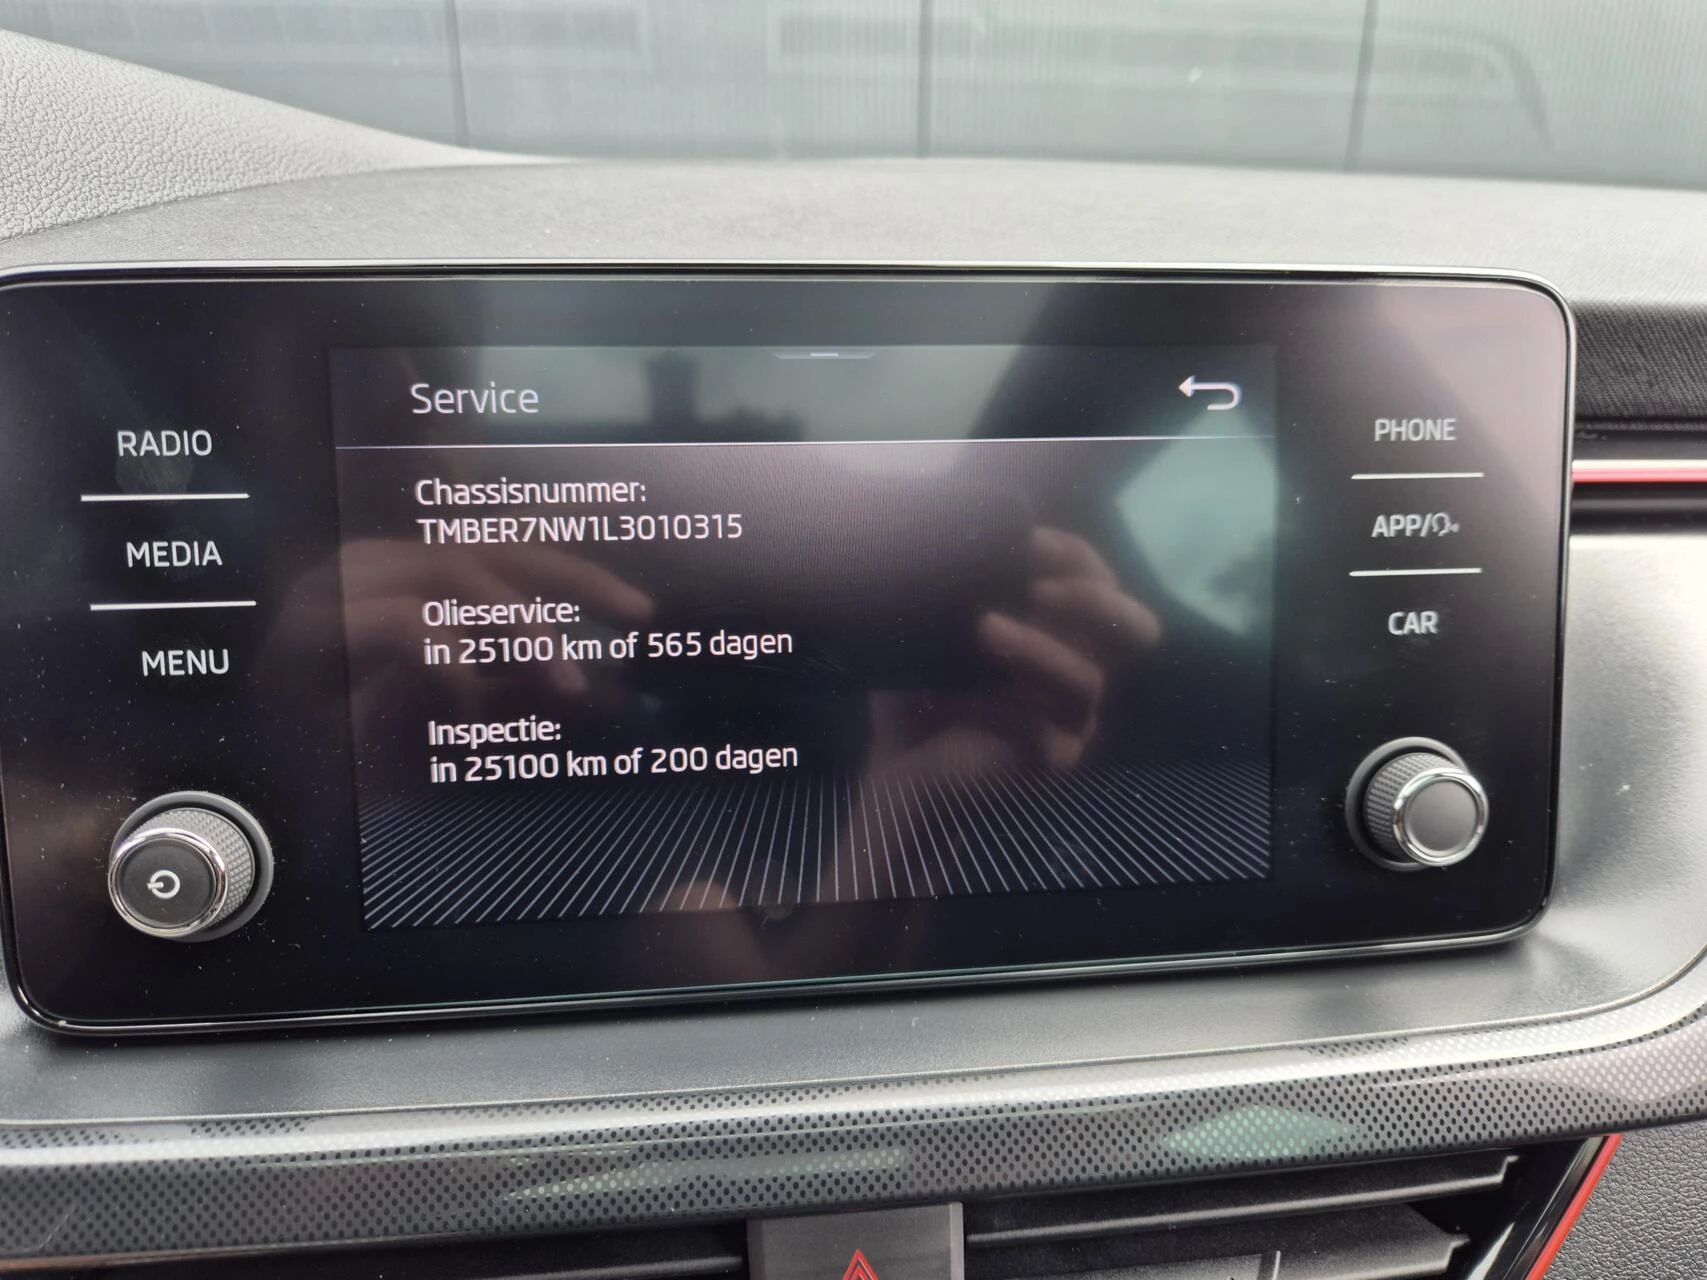 Service
RADIO
MEDIA
MENU
Chassisnummer:
TMBER7NW1L3010315
Olieservice:
in 25100 km of 565 dagen
Inspectie:
in 25100 km of 200 dagen
PHONE
APP/
CAR